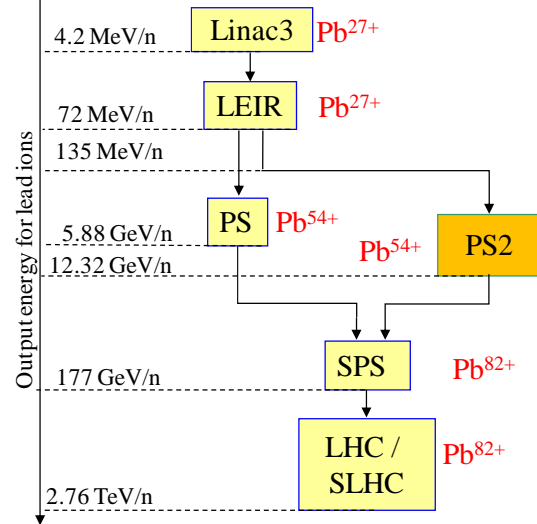 Linac3 Pb27+
4.2 MeV/n
LEIR Pb27+
72 MeV/n
135 MeV/n
PS Pb54+
5.88 GeV/n
PS2 Pb54+
12.32 GeV/n
SPS Pb82+
177 GeV/n
LHC /
SLHC
Pb82+
2.76 TeV/n
Output energy for lead ions